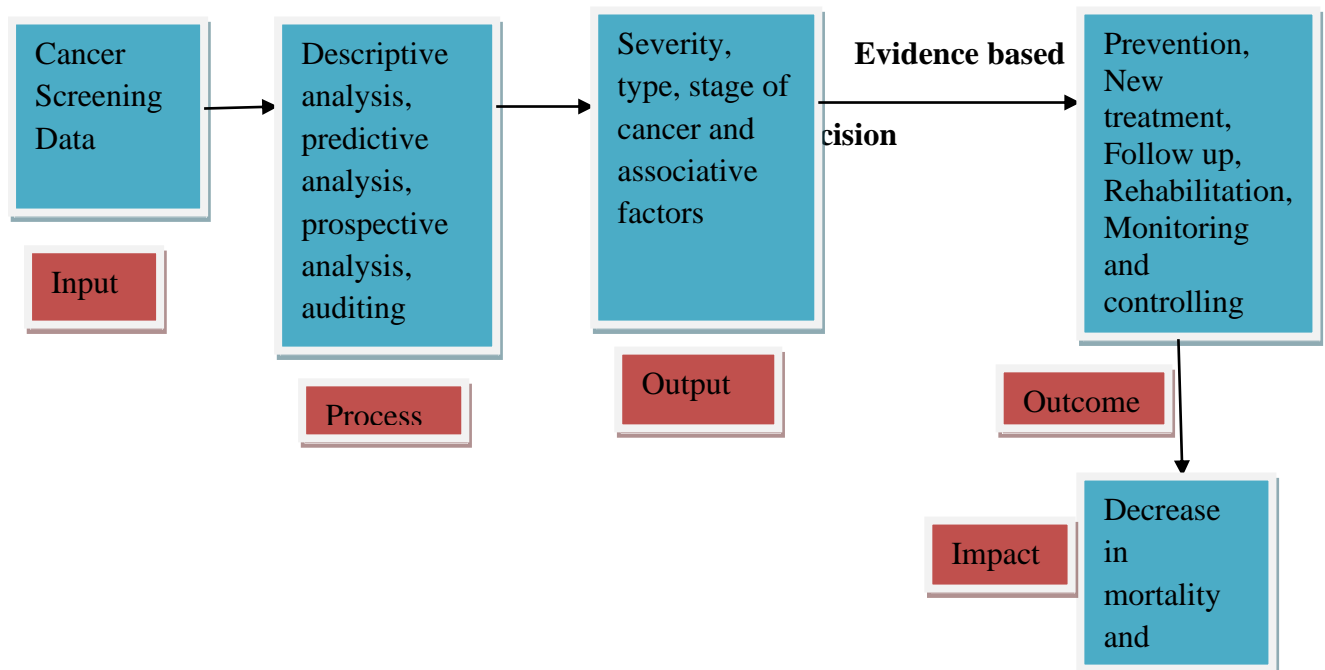 Cancer
Screening
Data
Input
Descriptive
analysis,
predictive
analysis,
prospective
analysis,
auditing
Process
Severity,
type, stage of
cancer and
associative
factors
Output
Evidence based
cision
Prevention,
New
treatment,
Follow up,
Rehabilitation,
Monitoring
and
controlling
Outcome
Decrease
in
mortality
and
Impact